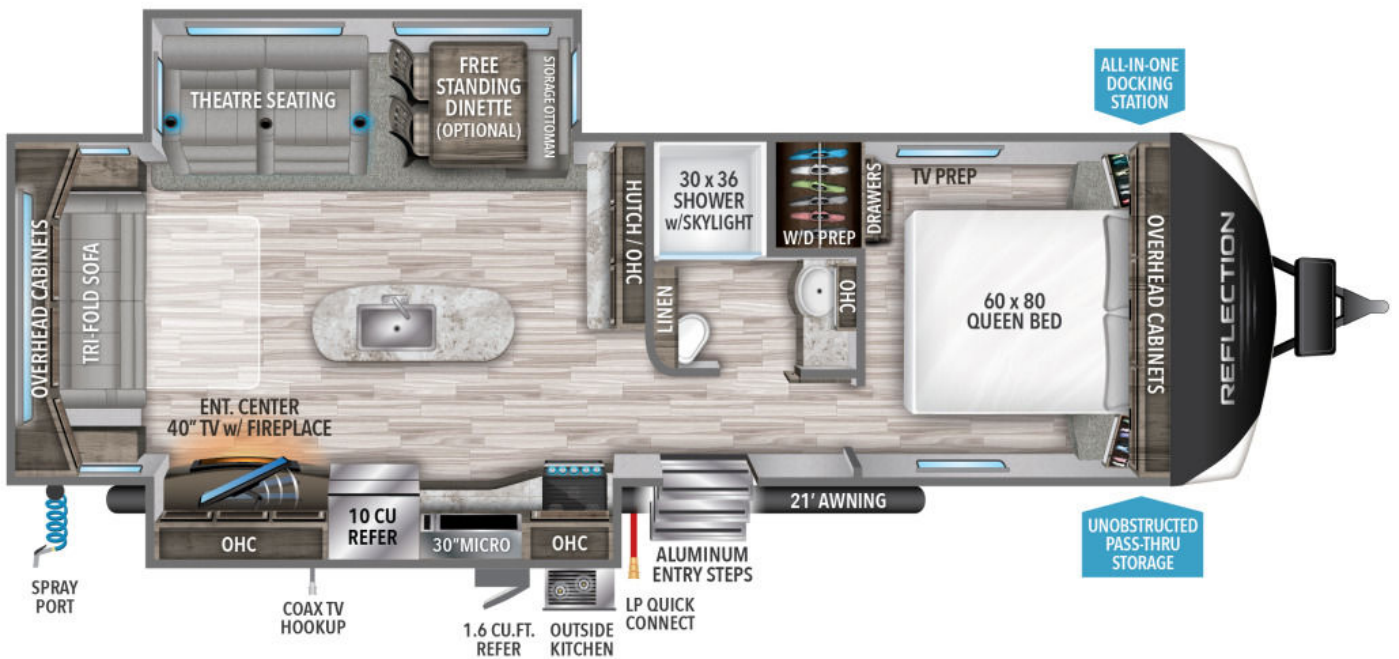 ALL-IN-ONE
DOCKING
STATION
THEATRE SEATING
FREE
STANDING
DINETTE
(OPTIONAL)
STORAGE OTTOMAN
OVERHEAD CABINETS
TRI-FOLD SOFA
HUTCH / OHC
30 x 36
SHOWER
w/SKYLIGHT
W/D PREP
DRAWERS
TV PREP
LINEN
OHC
60 x 80
QUEEN BED
OVERHEAD CABINETS
REFLECTION
ENT. CENTER
40" TV w/ FIREPLACE
OHC
10 CU
REFER
30"MICRO
OHC
21' AWNING
ALUMINUM
ENTRY STEPS
UNOBSTRUCTED
PASS-THRU
STORAGE
SPRAY
PORT
COAX TV
HOOKUP
1.6 CU.FT.
REFER
OUTSIDE
KITCHEN
LP QUICK
CONNECT